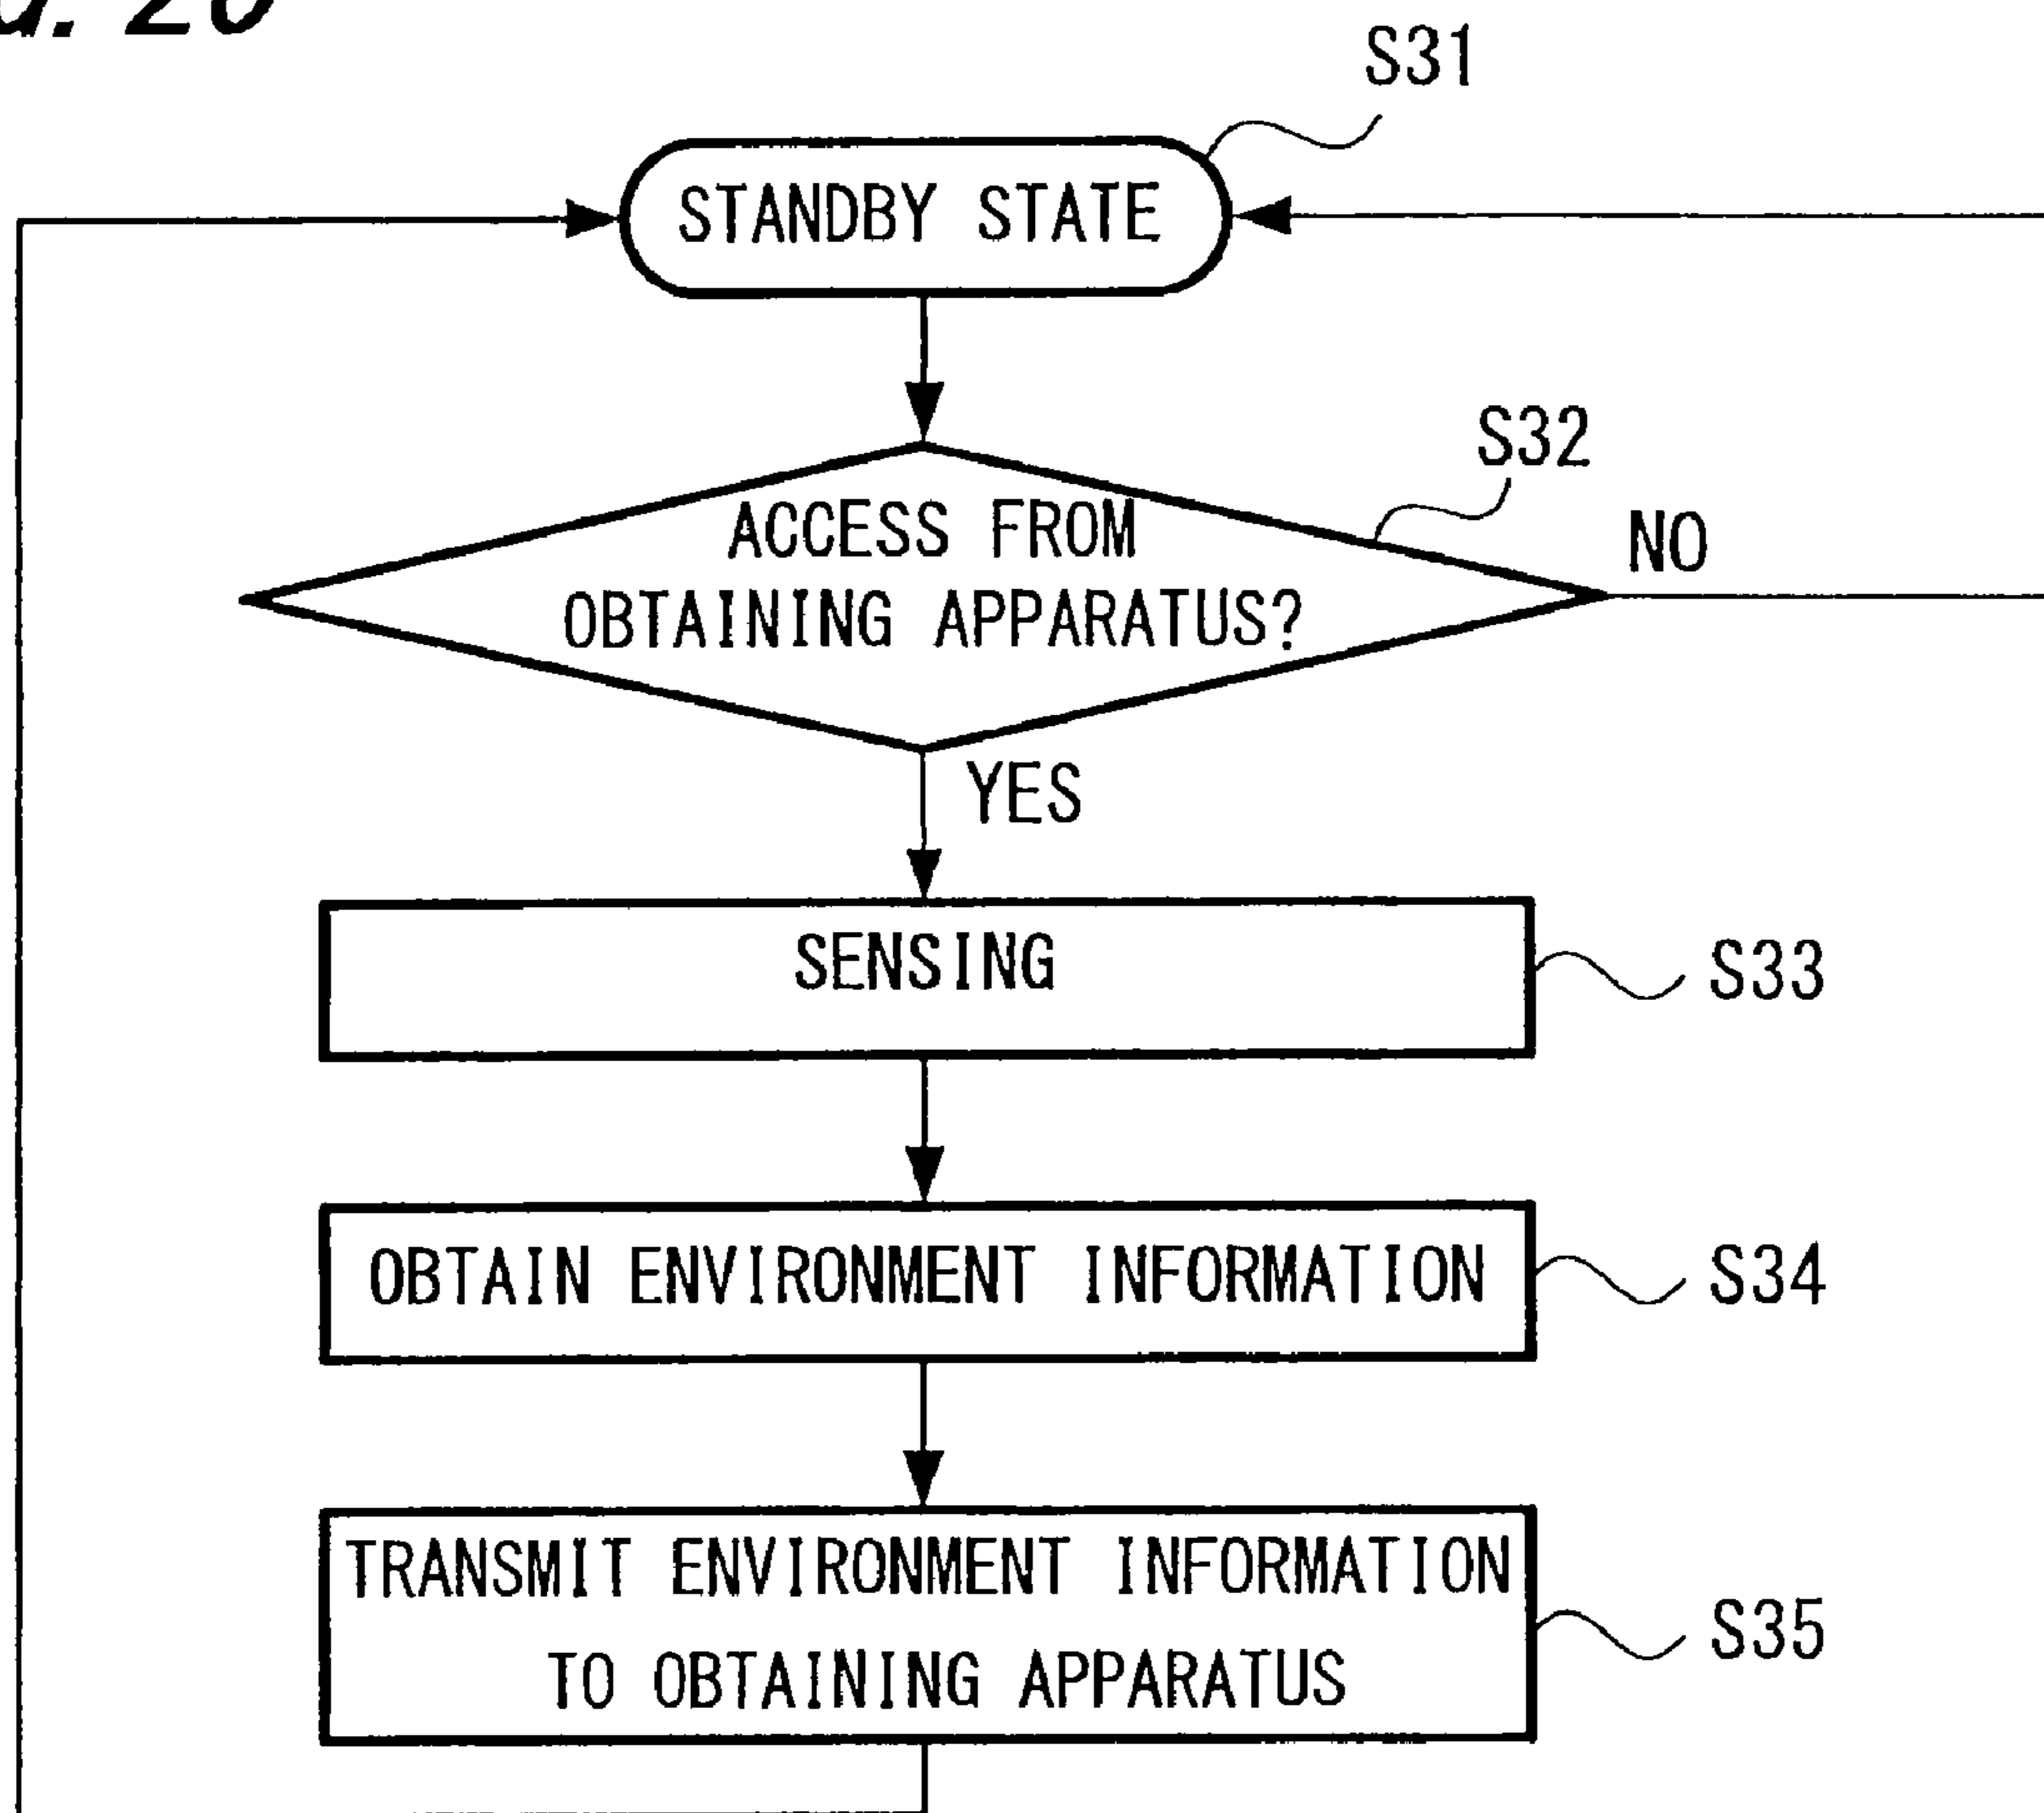 S31
STANDBY STATE
S32
ACCESS FROM
OBTAINING APPARATUS?
NO
YES
SENSING
S33
OBTAIN ENVIRONMENT INFORMATION
S34
TRANSMIT ENVIRONMENT INFORMATION
TO OBTAINING APPARATUS
S35